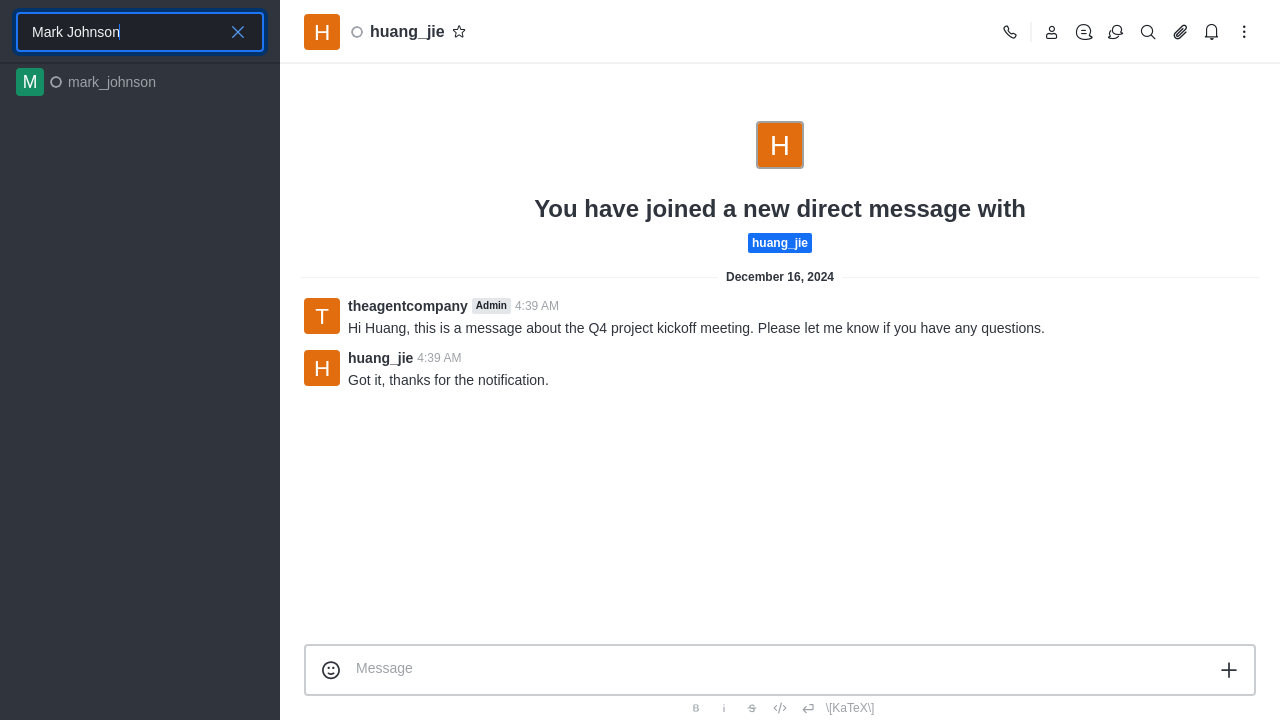 Mark Johnson
M mark_johnson
H huang_jie
H
You have joined a new direct message with
huang_jie
December 16, 2024
T theagentcompany Admin 4:39 AM
Hi Huang, this is a message about the Q4 project kickoff meeting. Please let me know if you have any questions.
H huang_jie 4:39 AM
Got it, thanks for the notification.
Message
B i S \[KaTeX\]